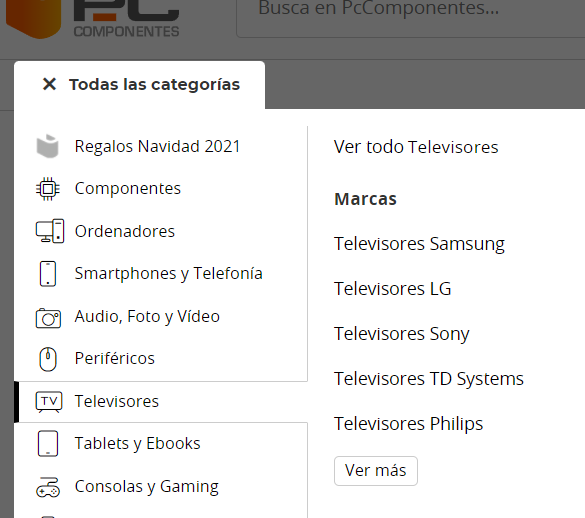 PC
COMPONENTES
Busca en PcComponentes...
Todas las categorías
Regalos Navidad 2021
Componentes
Ordenadores
Smartphones y Telefonía
Audio, Foto y Vídeo
Periféricos
TV
Televisores
Tablets y Ebooks
Consolas y Gaming
Ver todo Televisores
Marcas
Televisores Samsung
Televisores LG
Televisores Sony
Televisores TD Systems
Televisores Philips
Ver más